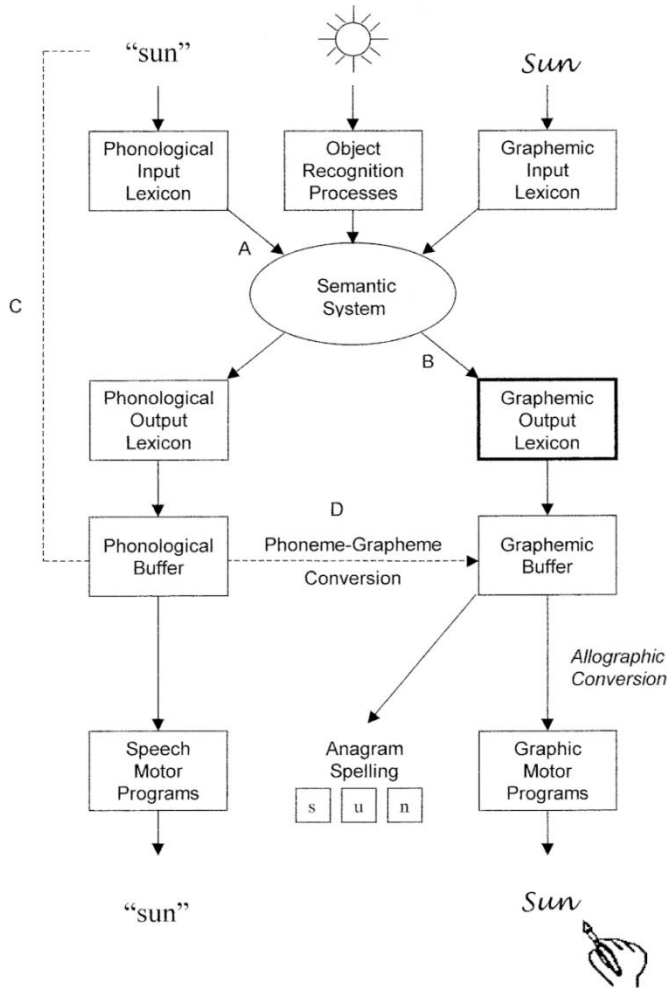 “sun”
Sun
Phonological
Input
Lexicon
Object
Recognition
Processes
Graphemic
Input
Lexicon
A
Semantic
System
C
B
Phonological
Output
Lexicon
Graphemic
Output
Lexicon
D
Phonological
Buffer
Phoneme-Grapheme
Conversion
Graphemic
Buffer
Allographic
Conversion
Speech
Motor
Programs
Anagram
Spelling
s u n
Graphic
Motor
Programs
“sun”
Sun